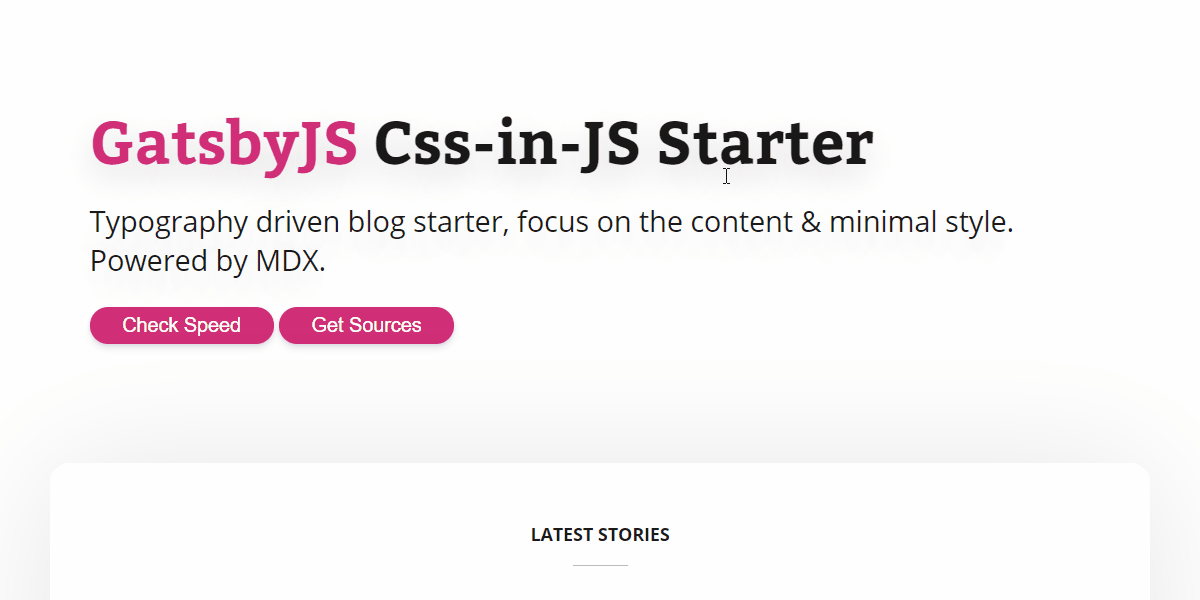 GatsbyJS Css-in-JS Starter
Typography driven blog starter, focus on the content & minimal style.
Powered by MDX.
Check Speed Get Sources
LATEST STORIES